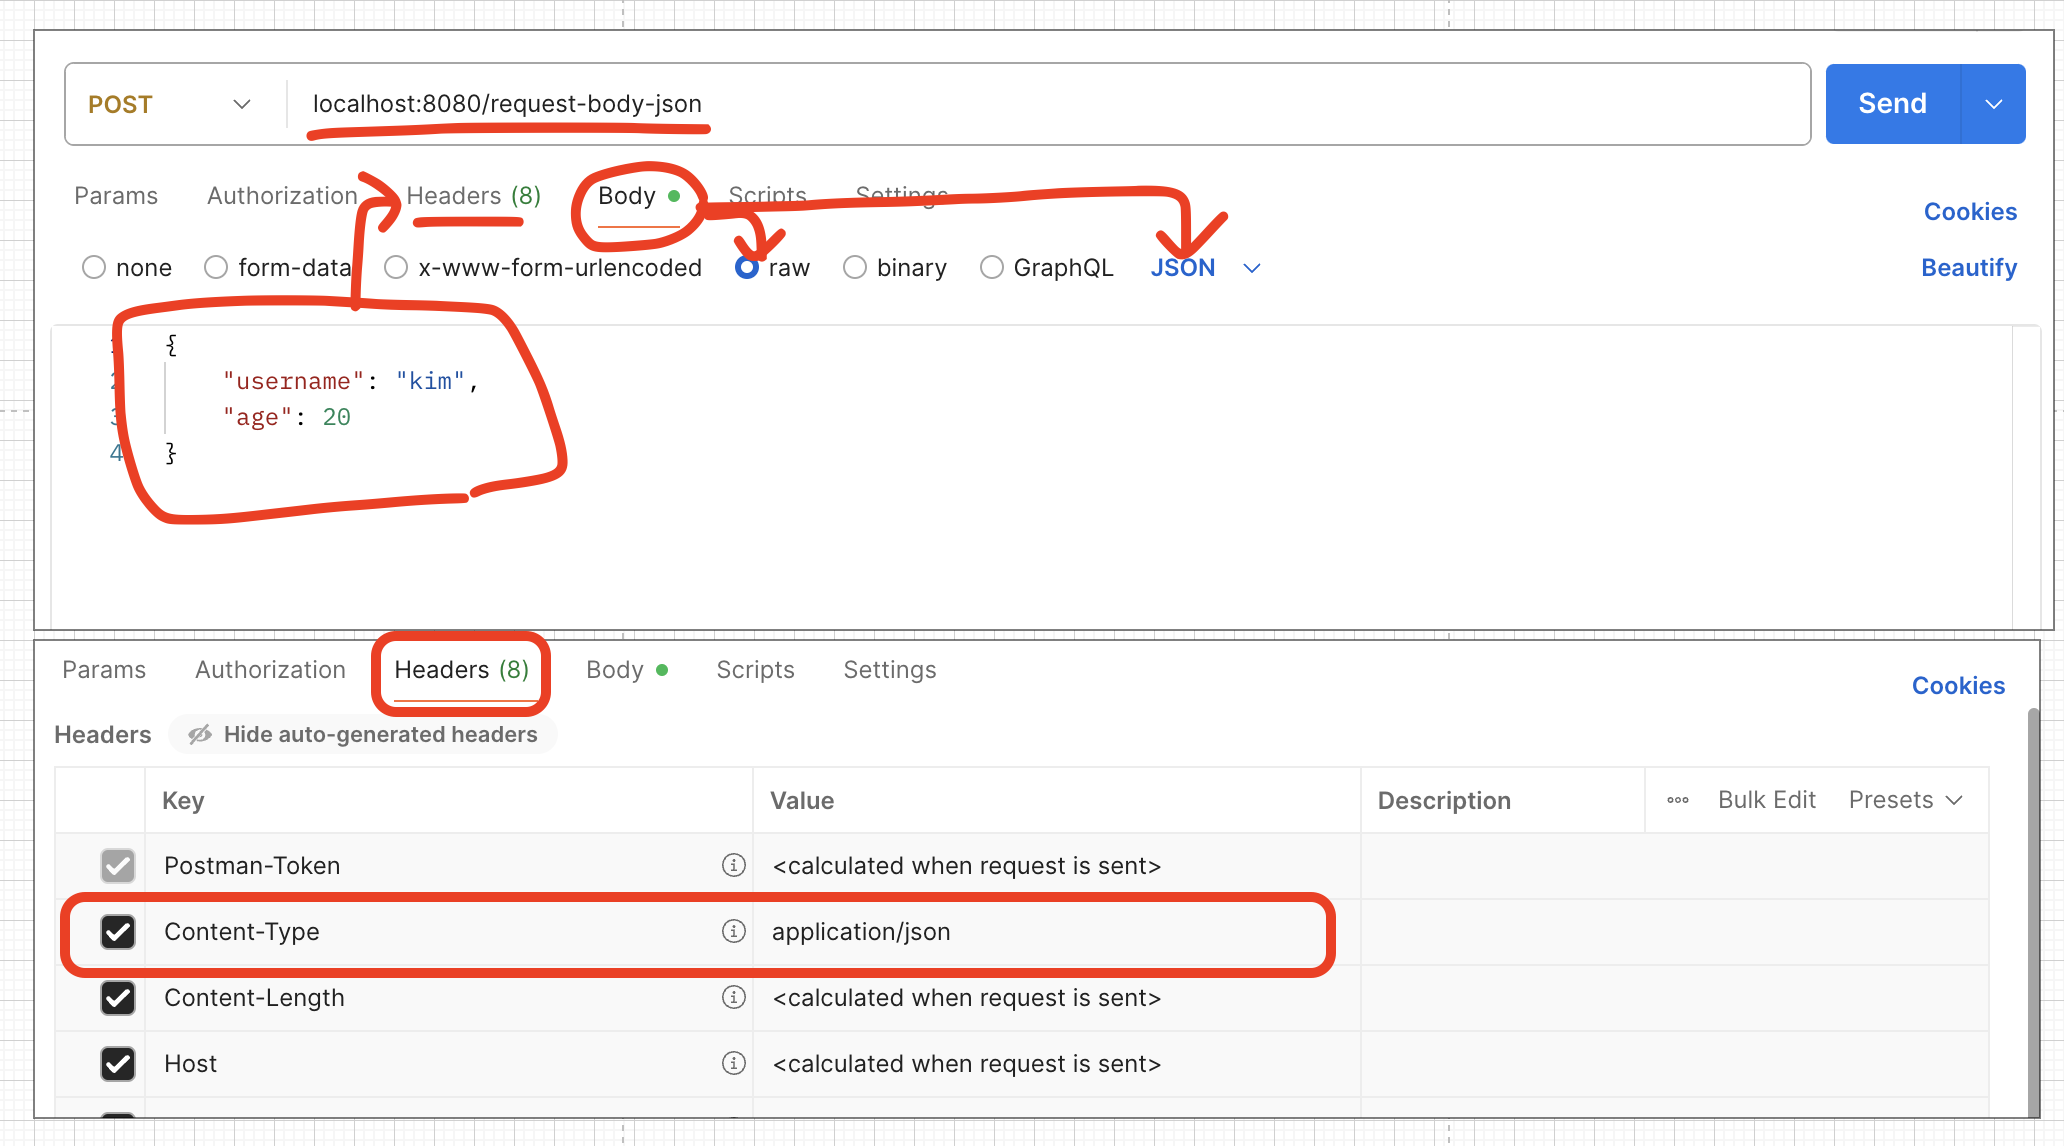 POST localhost:8080/request-body-json Send
Params Authorization Headers (8) Body Scripts Settings Cookies
none form-data x-www-form-urlencoded raw binary GraphQL JSON Beautify
1 {
2 "username": "kim",
3 "age": 20
4 }
Params Authorization Headers (8) Body Scripts Settings Cookies
Headers Hide auto-generated headers
Key Value Description Bulk Edit Presets
Postman-Token <calculated when request is sent>
Content-Type application/json
Content-Length <calculated when request is sent>
Host <calculated when request is sent>